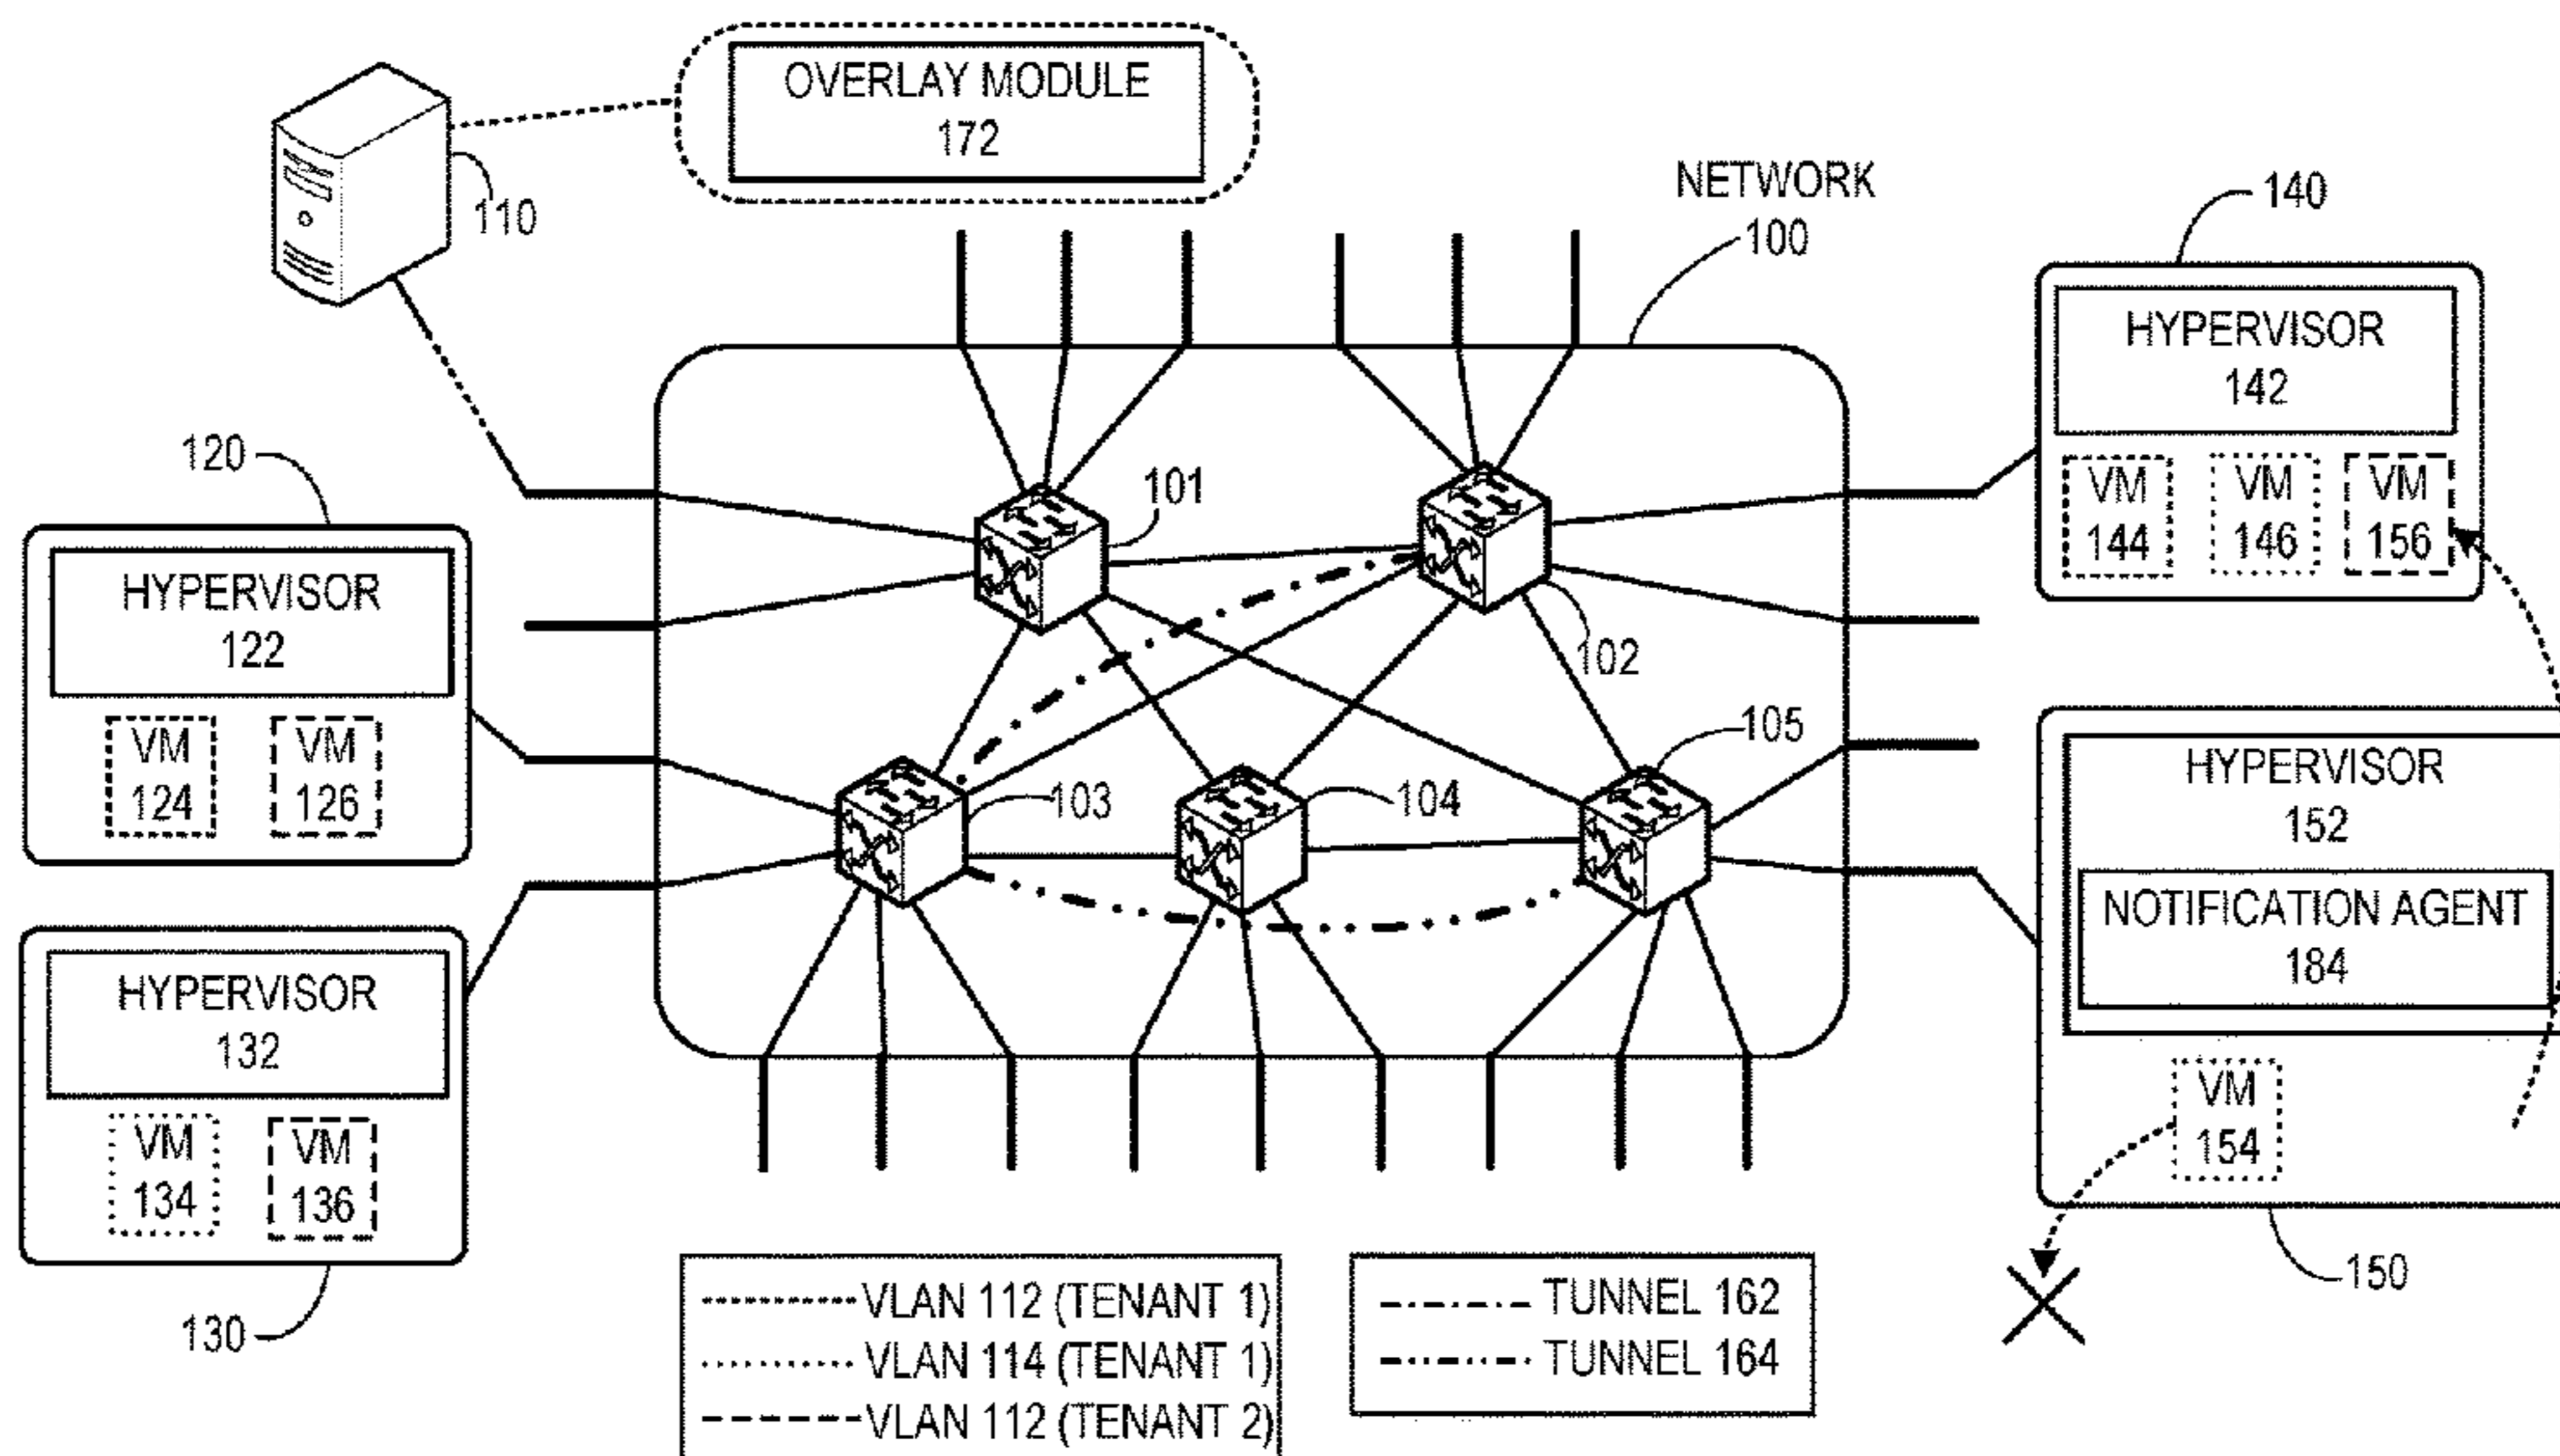 OVERLAY MODULE
172
110
NETWORK
100
140
HYPERVISOR
142
VM
144
VM
146
VM
156
120
HYPERVISOR
122
VM
124
VM
126
101
102
103
104
105
HYPERVISOR
152
NOTIFICATION AGENT
184
VM
154
150
HYPERVISOR
132
VM
134
VM
136
130
VLAN 112 (TENANT 1)
VLAN 114 (TENANT 1)
VLAN 112 (TENANT 2)
TUNNEL 162
TUNNEL 164